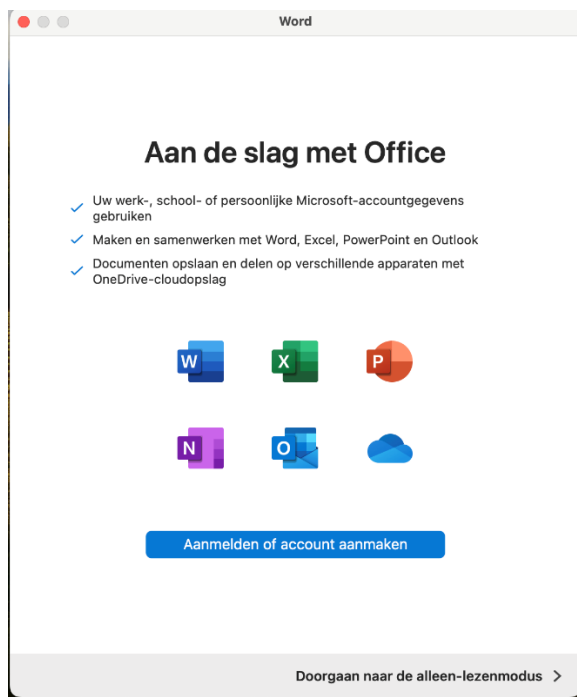 Word
Aan de slag met Office
Uw werk-, school- of persoonlijke Microsoft-accountgegevens
gebruiken
Maken en samenwerken met Word, Excel, PowerPoint en Outlook
Documenten opslaan en delen op verschillende apparaten met
OneDrive-cloudopslag
W X P
N O
Aanmelden of account aanmaken
Doorgaan naar de alleen-lezenmodus